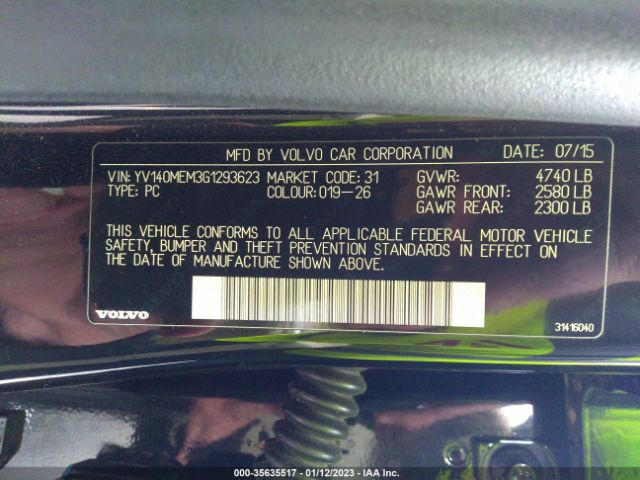 MFD BY VOLVO CAR CORPORATION DATE: 07/15
VIN: YV140MEM3G1293623 MARKET CODE: 31 GVWR: 4740 LB
TYPE: PC COLOUR: 019-26 GAWR FRONT: 2580 LB
GAWR REAR: 2300 LB
THIS VEHICLE CONFORMS TO ALL APPLICABLE FEDERAL MOTOR VEHICLE
SAFETY, BUMPER AND THEFT PREVENTION STANDARDS IN EFFECT ON
THE DATE OF MANUFACTURE SHOWN ABOVE.
VOLVO 31416040
000-35635517 - 01/12/2023 - IAA Inc.